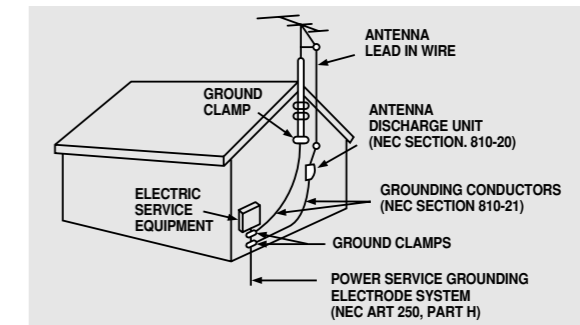 ANTENNA
LEAD IN WIRE
GROUND
CLAMP
ANTENNA
DISCHARGE UNIT
(NEC SECTION. 810-20)
ELECTRIC
SERVICE
EQUIPMENT
GROUNDING CONDUCTORS
(NEC SECTION 810-21)
GROUND CLAMPS
POWER SERVICE GROUNDING
ELECTRODE SYSTEM
(NEC ART 250, PART H)